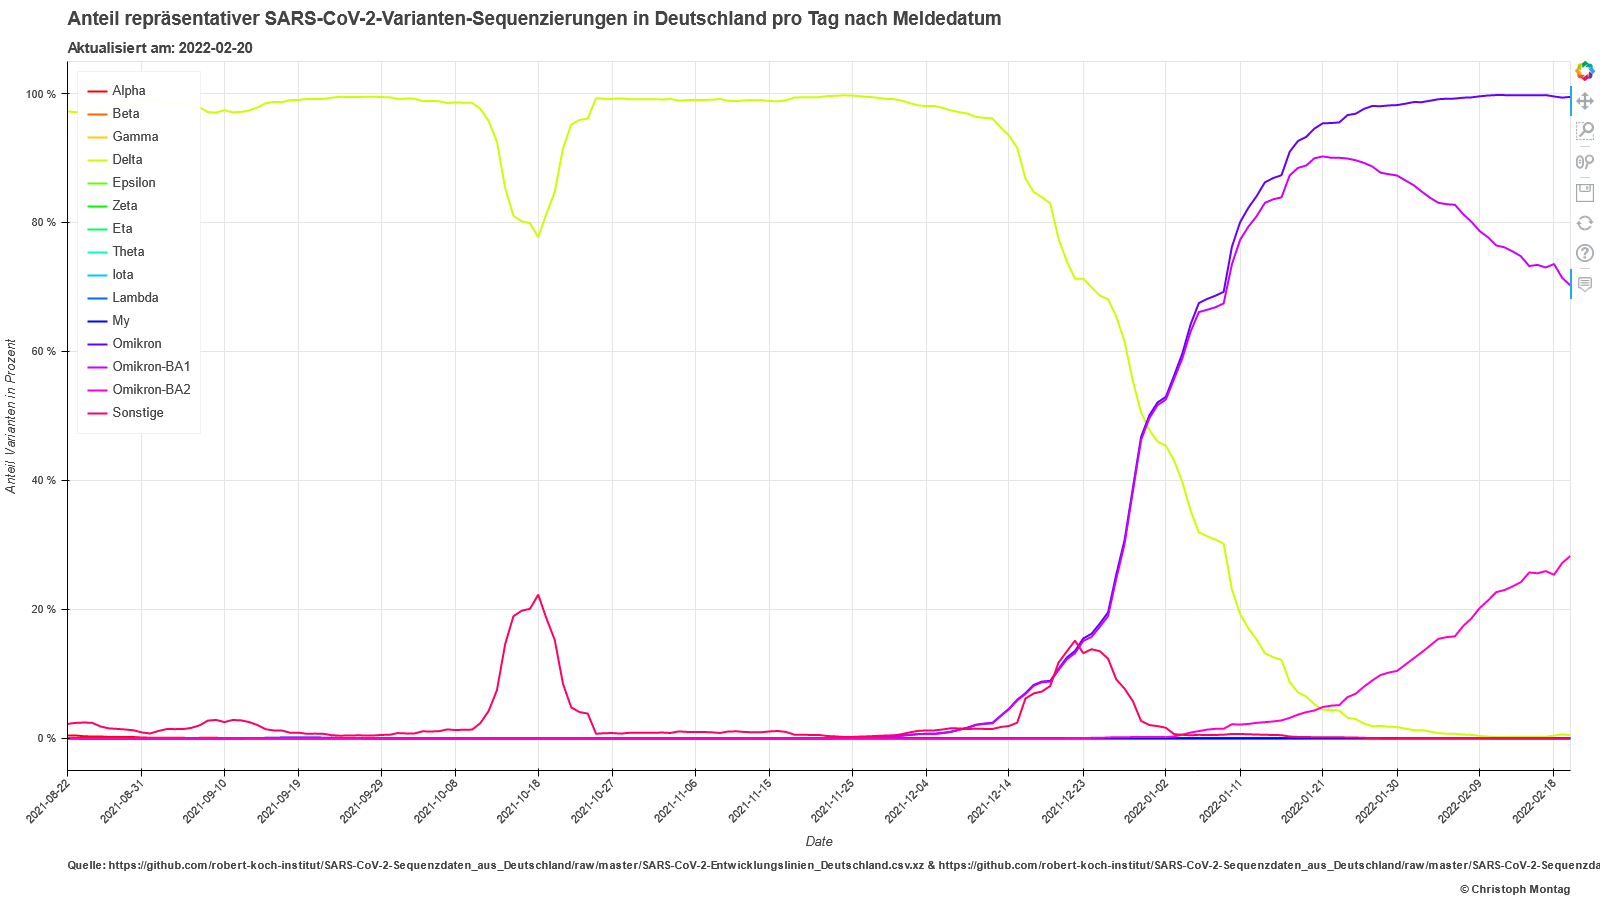 Anteil repräsentativer SARS-CoV-2-Varianten-Sequenzierungen in Deutschland pro Tag nach Meldedatum
Aktualisiert am: 2022-02-20
Alpha
Beta
Gamma
Delta
Epsilon
Zeta
Eta
Theta
Iota
Lambda
My
Omikron
Omikron-BA1
Omikron-BA2
Sonstige
Anteil Varianten in Prozent
100 %
80 %
60 %
40 %
20 %
0 %
2021-08-22
2021-08-31
2021-09-10
2021-09-19
2021-09-29
2021-10-08
2021-10-18
2021-10-27
2021-11-06
2021-11-15
2021-11-25
2021-12-04
2021-12-14
2021-12-23
2022-01-02
2022-01-11
2022-01-21
2022-01-30
2022-02-09
2022-02-18
Date
Quelle: https://github.com/robert-koch-institut/SARS-CoV-2-Sequenzdaten_aus_Deutschland/raw/master/SARS-CoV-2-Entwicklungslinien_Deutschland.csv.xz & https://github.com/robert-koch-institut/SARS-CoV-2-Sequenzdaten_aus_Deutschland/raw/master/SARS-CoV-2-Sequenzda
© Christoph Montag